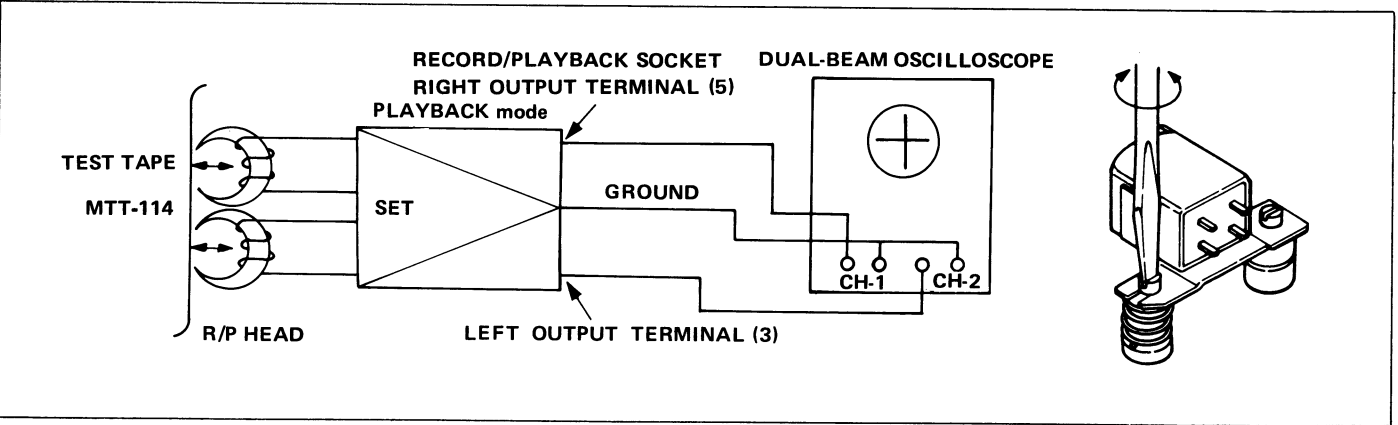 RECORD/PLAYBACK SOCKET
RIGHT OUTPUT TERMINAL (5)
PLAYBACK mode
DUAL-BEAM OSCILLOSCOPE
TEST TAPE
MTT-114
SET
GROUND
CH-1
CH-2
R/P HEAD
LEFT OUTPUT TERMINAL (3)